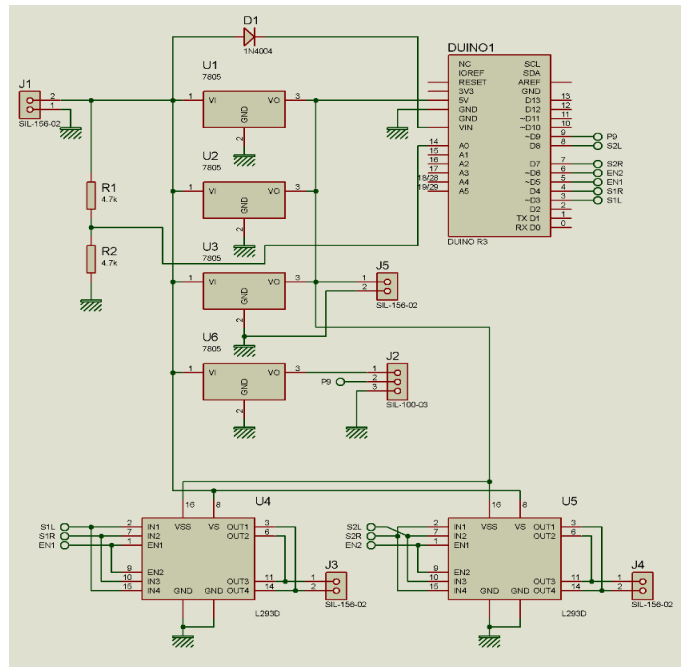 D1
1N4004
J1
2
1
SIL-156-02
U1
7805
1 VI VO 3
GND
2
U2
7805
1 VI VO 3
GND
2
U3
7805
1 VI VO 3
GND
2
U6
7805
1 VI VO 3
GND
2
R1
4.7k
R2
4.7k
DUINO1
NC SCL
IOREF SDA
RESET AREF
3V3 GND
5V D13 13
GND D12 12
GND ~D11 11
VIN ~D10 10
~D9 9 P9
14 A0 D8 8 S2L
15 A1
16 A2 D7 7 S2R
17 A3 ~D6 6 EN2
18/28 A4 ~D5 5 EN1
19/29 A5 D4 4 S1R
~D3 3 S1L
D2 2
TX D1 1
RX D0 0
DUINO R3
J5
1
2
SIL-156-02
J2
1
P9 2
3
SIL-100-03
U4
16 8
S1L 2 IN1 VSS VS OUT1 3
S1R 7 IN2 OUT2 6
EN1 1 EN1
9 EN2
10 IN3 OUT3 11
15 IN4 GND GND OUT4 14
L293D
J3
1
2
SIL-156-02
U5
16 8
S2L 2 IN1 VSS VS OUT1 3
S2R 7 IN2 OUT2 6
EN2 1 EN1
9 EN2
10 IN3 OUT3 11
15 IN4 GND GND OUT4 14
L293D
J4
1
2
SIL-156-02